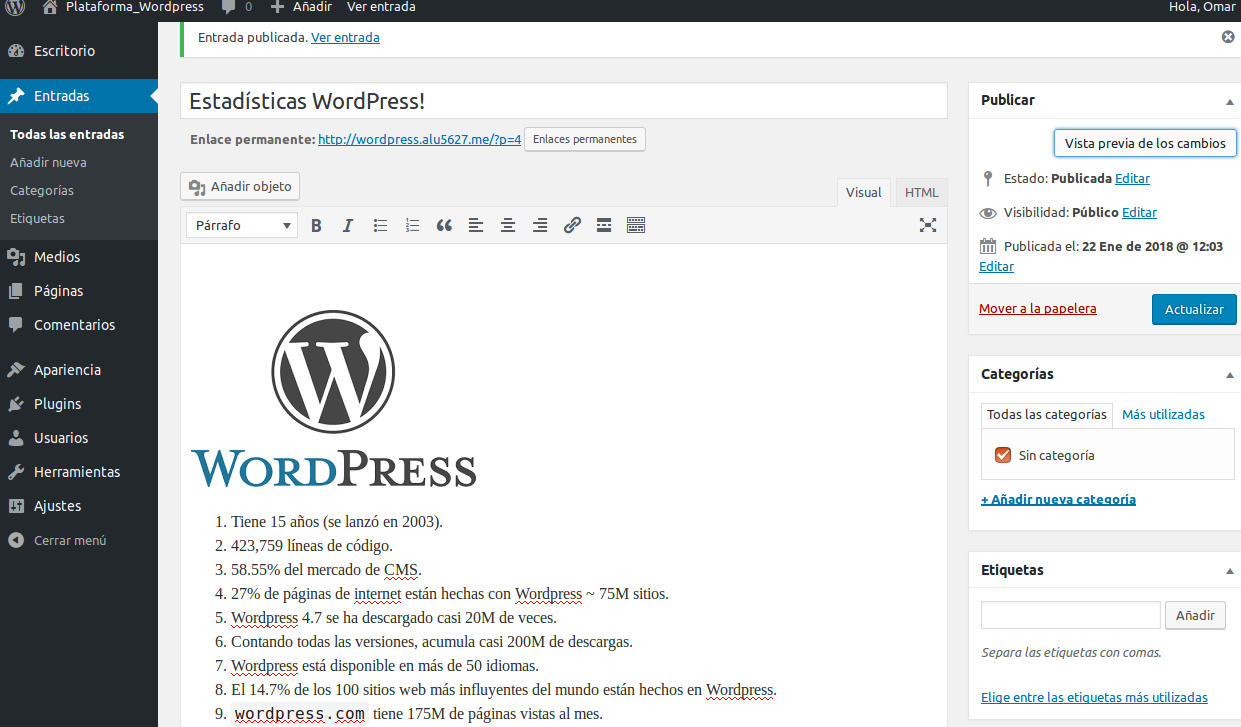 Plataforma_Wordpress 0 Añadir Ver entrada Hola, Omar
Escritorio
Entradas
Todas las entradas
Añadir nueva
Categorías
Etiquetas
Medios
Páginas
Comentarios
Apariencia
Plugins
Usuarios
Herramientas
Ajustes
Cerrar menú
Entrada publicada. Ver entrada
Estadísticas WordPress!
Enlace permanente: http://wordpress.alu5627.me/?p=4 Enlaces permanentes
Añadir objeto
Visual HTML
Párrafo
WORDPRESS
1. Tiene 15 años (se lanzó en 2003).
2. 423,759 líneas de código.
3. 58.55% del mercado de CMS.
4. 27% de páginas de internet están hechas con Wordpress ~ 75M sitios.
5. Wordpress 4.7 se ha descargado casi 20M de veces.
6. Contando todas las versiones, acumula casi 200M de descargas.
7. Wordpress está disponible en más de 50 idiomas.
8. El 14.7% de los 100 sitios web más influyentes del mundo están hechos en Wordpress.
9. wordpress.com tiene 175M de páginas vistas al mes.
Publicar
Vista previa de los cambios
Estado: Publicada Editar
Visibilidad: Público Editar
Publicada el: 22 Ene de 2018 @ 12:03
Editar
Mover a la papelera Actualizar
Categorías
Todas las categorías Más utilizadas
Sin categoría
+ Añadir nueva categoría
Etiquetas
Añadir
Separa las etiquetas con comas.
Elige entre las etiquetas más utilizadas